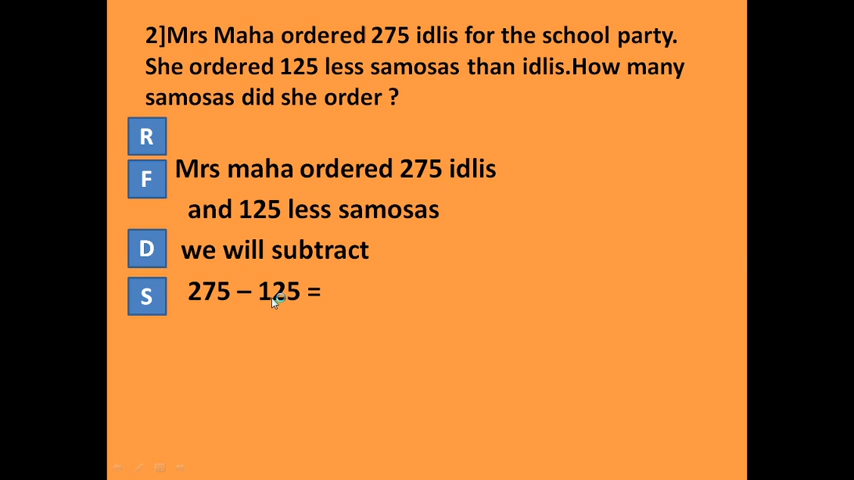 2]Mrs Maha ordered 275 idlis for the school party.
She ordered 125 less samosas than idlis.How many
samosas did she order ?
R
F Mrs maha ordered 275 idlis
and 125 less samosas
D we will subtract
S 275 – 125 =